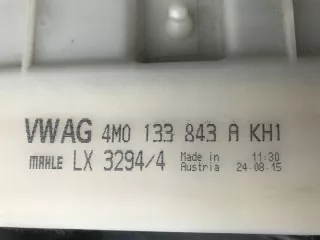 VWAG 4M0 133 843 A KH1
MAHLE LX 3294/4 Made in Austria 11:30 24.08.15